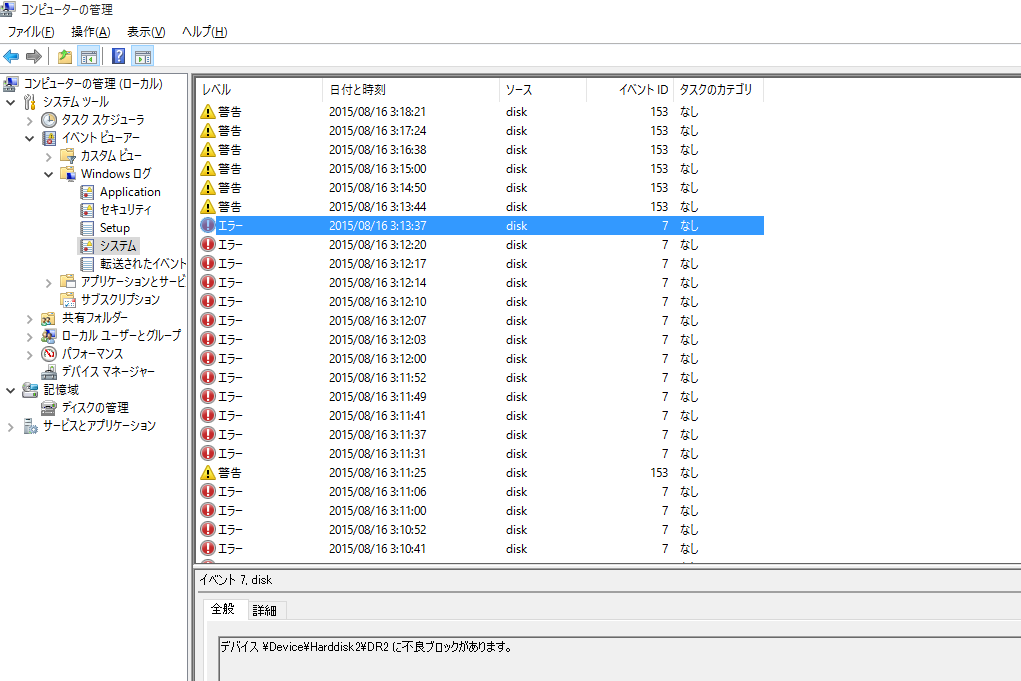 コンピューターの管理
ファイル(F) 操作(A) 表示(V) ヘルプ(H)
コンピューターの管理 (ローカル)
システム ツール
タスク スケジューラ
イベント ビューアー
カスタム ビュー
Windows ログ
Application
セキュリティ
Setup
システム
転送されたイベント
アプリケーションとサービ
サブスクリプション
共有フォルダー
ローカル ユーザーとグループ
パフォーマンス
デバイス マネージャー
記憶域
ディスクの管理
サービスとアプリケーション
レベル 日付と時刻 ソース イベント ID タスクのカテゴリ
警告 2015/08/16 3:18:21 disk 153 なし
警告 2015/08/16 3:17:24 disk 153 なし
警告 2015/08/16 3:16:38 disk 153 なし
警告 2015/08/16 3:15:00 disk 153 なし
警告 2015/08/16 3:14:50 disk 153 なし
警告 2015/08/16 3:13:44 disk 153 なし
エラー 2015/08/16 3:13:37 disk 7 なし
エラー 2015/08/16 3:12:20 disk 7 なし
エラー 2015/08/16 3:12:17 disk 7 なし
エラー 2015/08/16 3:12:14 disk 7 なし
エラー 2015/08/16 3:12:10 disk 7 なし
エラー 2015/08/16 3:12:07 disk 7 なし
エラー 2015/08/16 3:12:03 disk 7 なし
エラー 2015/08/16 3:12:00 disk 7 なし
エラー 2015/08/16 3:11:52 disk 7 なし
エラー 2015/08/16 3:11:49 disk 7 なし
エラー 2015/08/16 3:11:41 disk 7 なし
エラー 2015/08/16 3:11:37 disk 7 なし
エラー 2015/08/16 3:11:31 disk 7 なし
警告 2015/08/16 3:11:25 disk 153 なし
エラー 2015/08/16 3:11:06 disk 7 なし
エラー 2015/08/16 3:11:00 disk 7 なし
エラー 2015/08/16 3:10:52 disk 7 なし
エラー 2015/08/16 3:10:41 disk 7 なし
イベント 7, disk
全般 詳細
デバイス ¥Device¥Harddisk2¥DR2 に不良ブロックがあります。